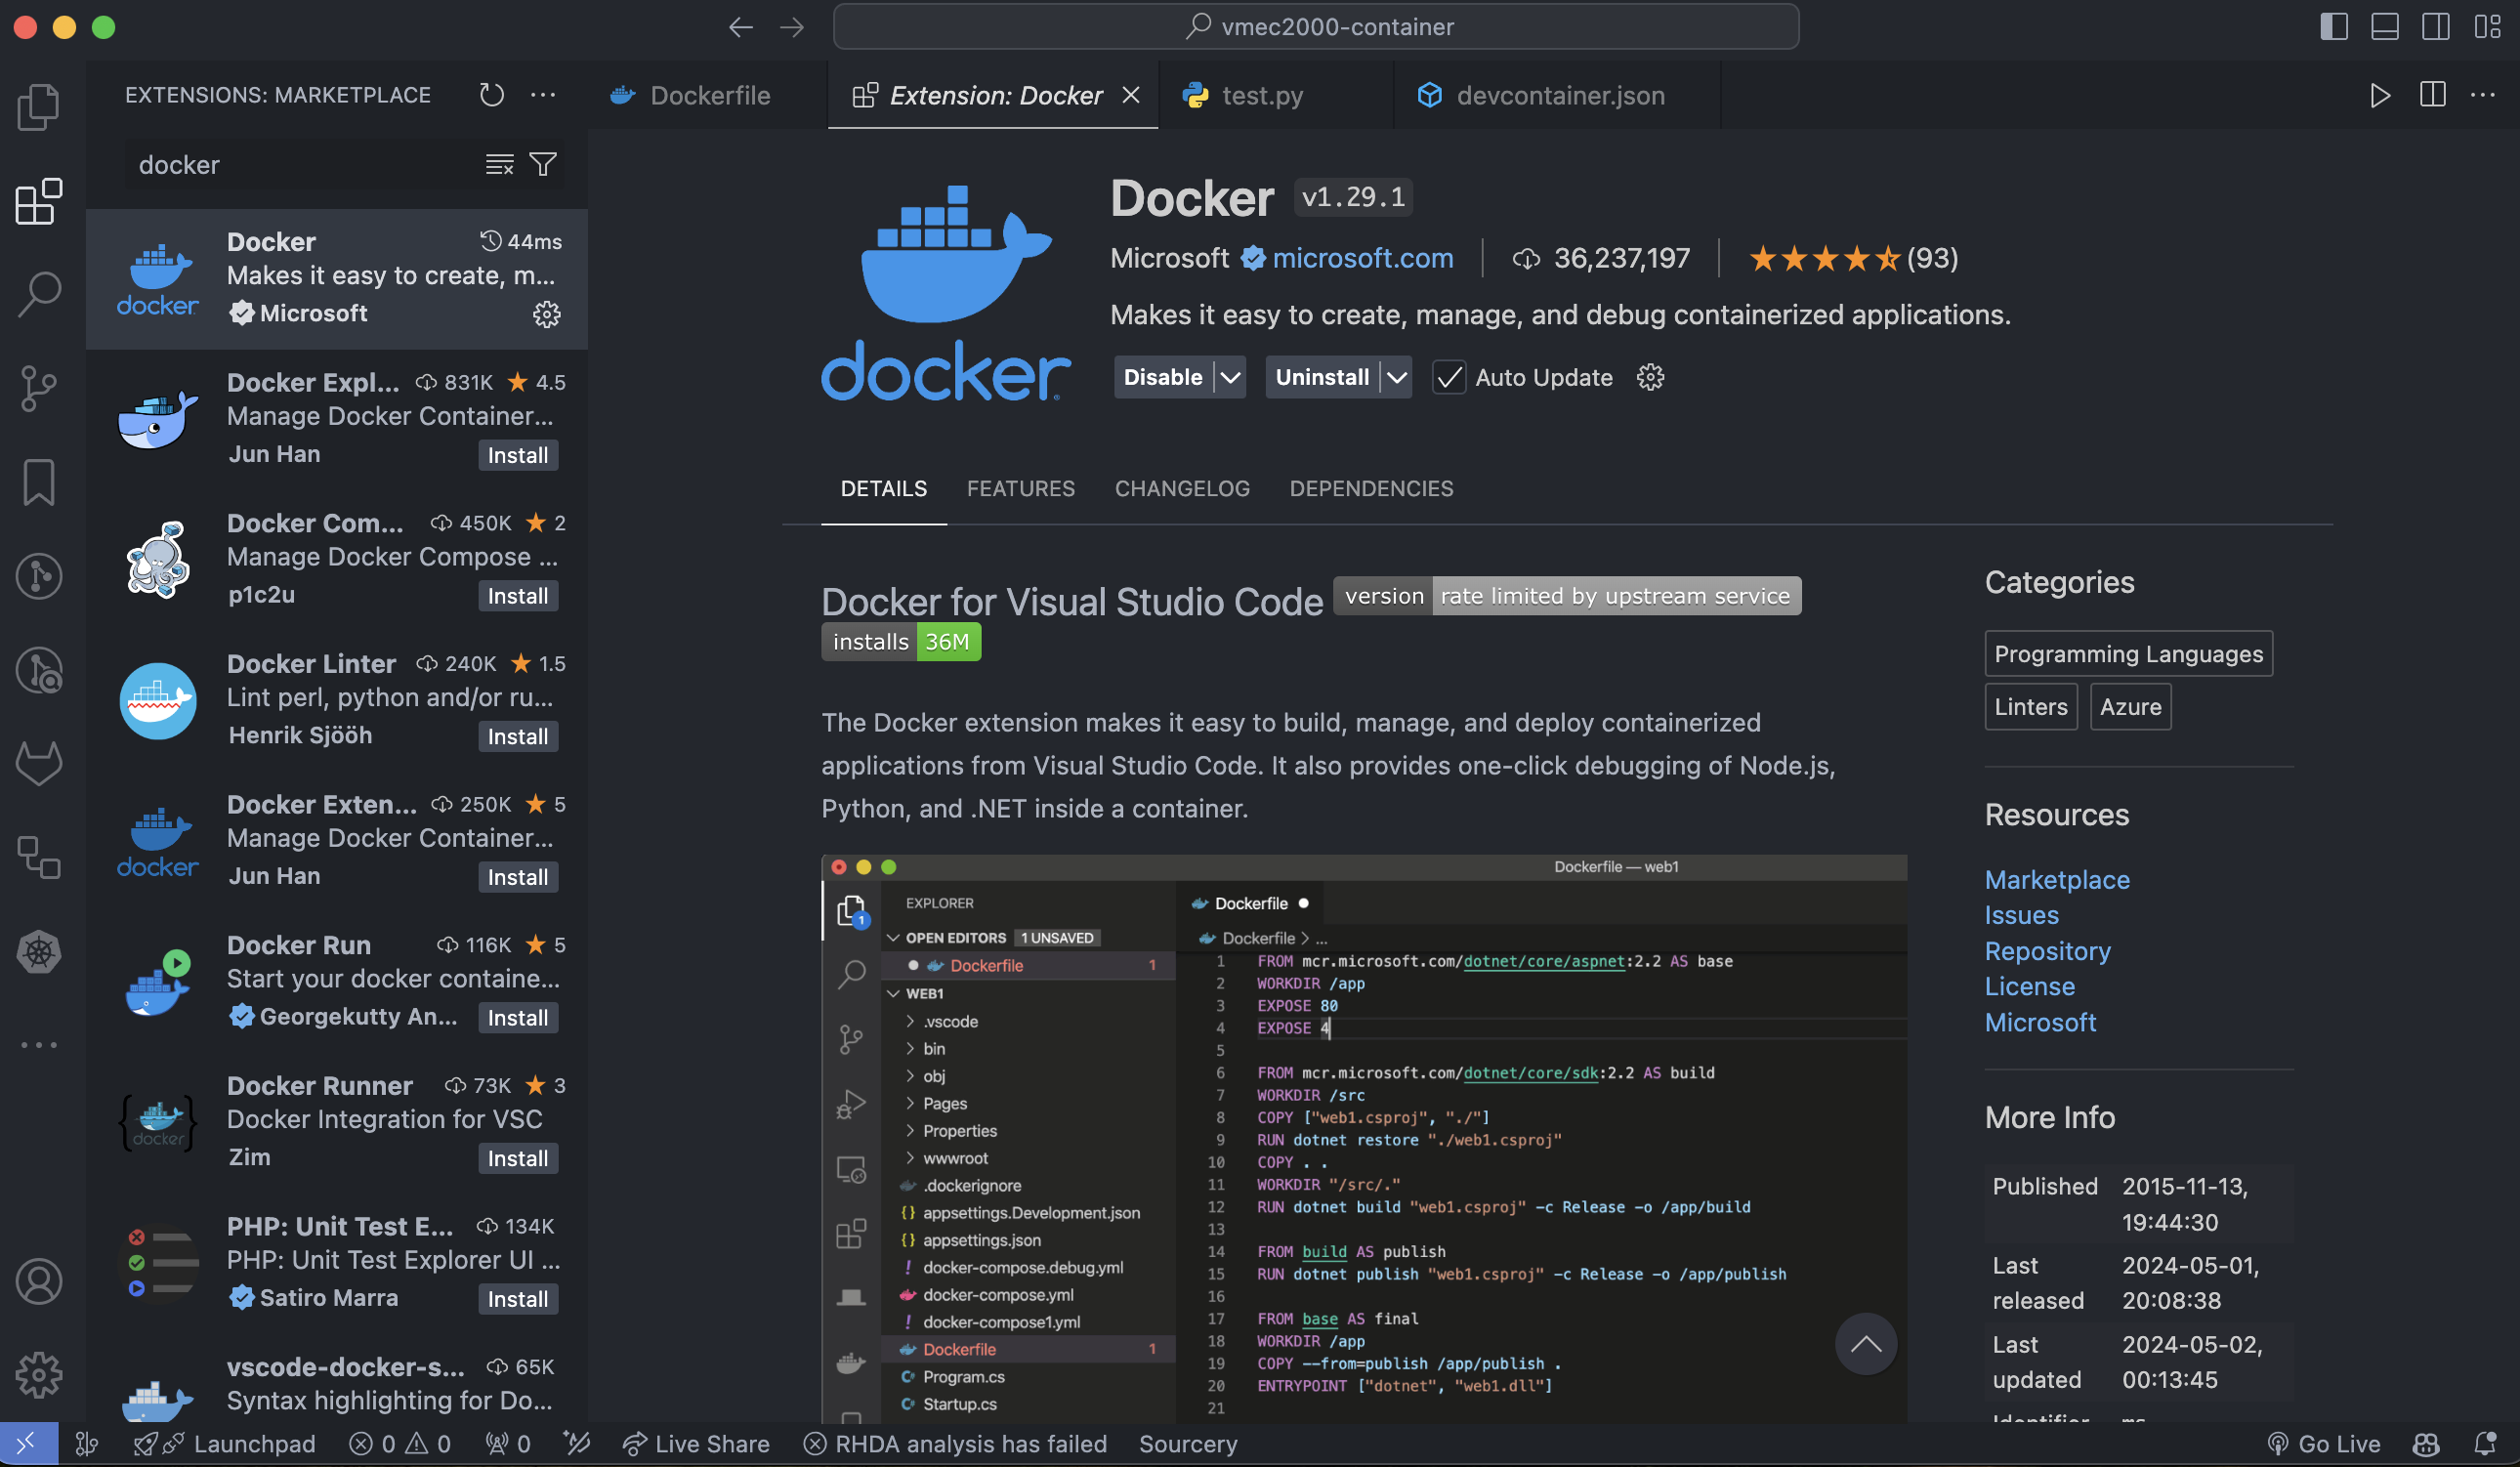 vmec2000-container
EXTENSIONS: MARKETPLACE
docker
Docker 44ms
Makes it easy to create, m...
Microsoft
docker
Docker Expl... 831K 4.5
Manage Docker Container...
Jun Han Install
Docker Com... 450K 2
Manage Docker Compose ...
p1c2u Install
Docker Linter 240K 1.5
Lint perl, python and/or ru...
Henrik Sjööh Install
Docker Exten... 250K 5
Manage Docker Container...
docker
Jun Han Install
Docker Run 116K 5
Start your docker containe...
Georgekutty An... Install
Docker Runner 73K 3
Docker Integration for VSC
docker
Zim Install
PHP: Unit Test E... 134K
PHP: Unit Test Explorer UI ...
Satiro Marra Install
vscode-docker-s... 65K
Syntax highlighting for Do...
Dockerfile Extension: Docker test.py devcontainer.json
docker
Docker v1.29.1
Microsoft microsoft.com 36,237,197 (93)
Makes it easy to create, manage, and debug containerized applications.
Disable Uninstall Auto Update
DETAILS FEATURES CHANGELOG DEPENDENCIES
Docker for Visual Studio Code version rate limited by upstream service
installs 36M
The Docker extension makes it easy to build, manage, and deploy containerized
applications from Visual Studio Code. It also provides one-click debugging of Node.js,
Python, and .NET inside a container.
Dockerfile — web1
1
EXPLORER
OPEN EDITORS 1 UNSAVED
Dockerfile 1
WEB1
.vscode
bin
obj
Pages
Properties
wwwroot
.dockerignore
{} appsettings.Development.json
{} appsettings.json
! docker-compose.debug.yml
docker-compose.yml
! docker-compose1.yml
Dockerfile 1
Program.cs
Startup.cs
Dockerfile
Dockerfile > ...
1 FROM mcr.microsoft.com/dotnet/core/aspnet:2.2 AS base
2 WORKDIR /app
3 EXPOSE 80
4 EXPOSE 4
5
6 FROM mcr.microsoft.com/dotnet/core/sdk:2.2 AS build
7 WORKDIR /src
8 COPY ["web1.csproj", "./"]
9 RUN dotnet restore "./web1.csproj"
10 COPY . .
11 WORKDIR "/src/."
12 RUN dotnet build "web1.csproj" -c Release -o /app/build
13
14 FROM build AS publish
15 RUN dotnet publish "web1.csproj" -c Release -o /app/publish
16
17 FROM base AS final
18 WORKDIR /app
19 COPY --from=publish /app/publish .
20 ENTRYPOINT ["dotnet", "web1.dll"]
21
Categories
Programming Languages
Linters Azure
Resources
Marketplace
Issues
Repository
License
Microsoft
More Info
Published 2015-11-13,
19:44:30
Last 2024-05-01,
released 20:08:38
Last 2024-05-02,
updated 00:13:45
Identifier ms-
Launchpad 0 0 0 Live Share RHDA analysis has failed Sourcery Go Live